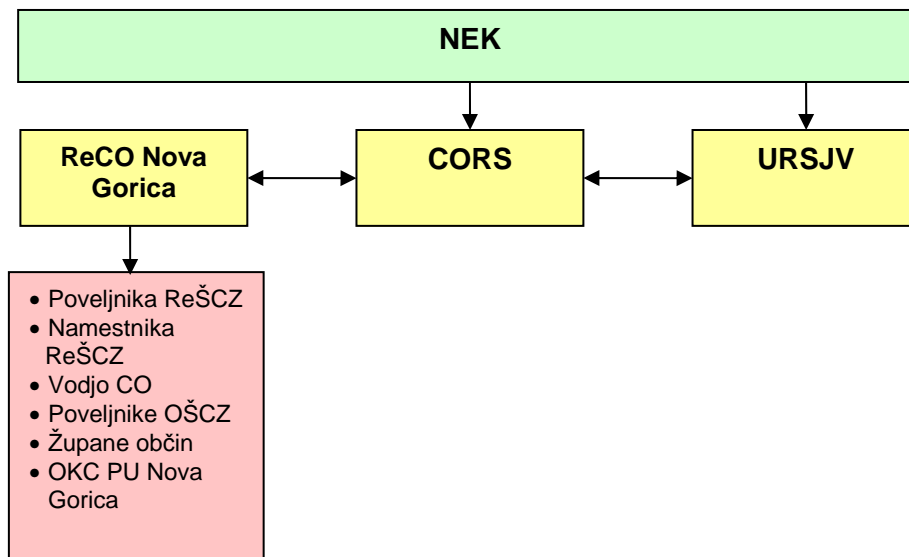 NEK
ReCO Nova
Gorica
CORS
URSJV
• Poveljnika ReŠCZ
• Namestnika
ReŠCZ
• Vodjo CO
• Poveljnike OŠCZ
• Župane občin
• OKC PU Nova
Gorica